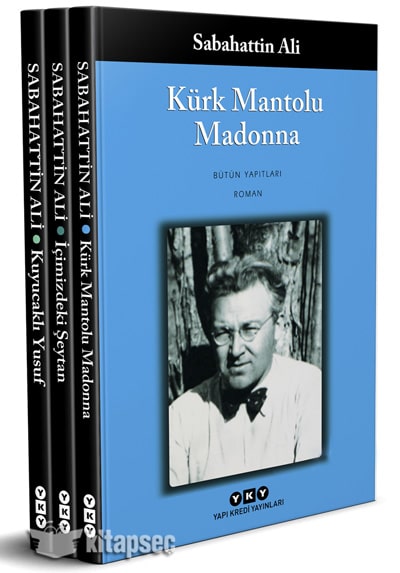 Sabahattin Ali
Kürk Mantolu
Madonna
BÜTÜN YAPITLARI
ROMAN
YKY
YAPI KREDİ YAYINLARI
SABAHATTİN ALİ • Kuyucaklı Yusuf
YKY
SABAHATTİN ALİ • İçimizdeki Şeytan
YKY
SABAHATTİN ALİ • Kürk Mantolu Madonna
YKY
kitapseç